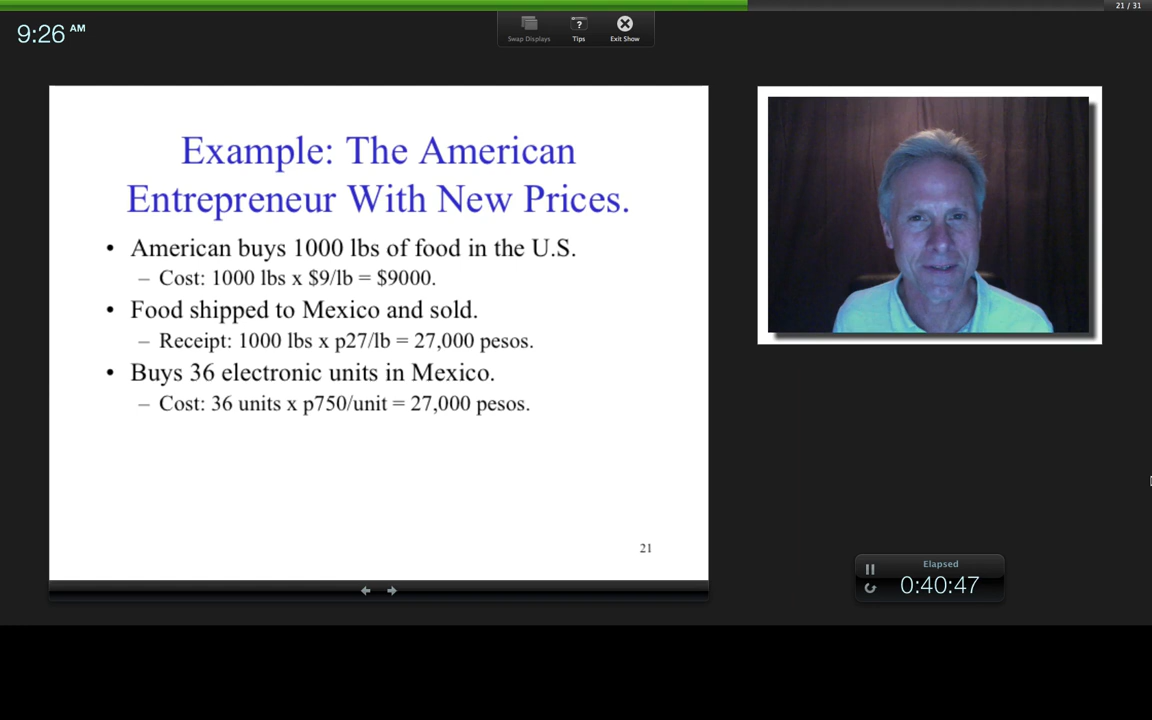 21 / 31
9:26 AM
Swap Displays
Tips
Exit Show
Example: The American
Entrepreneur With New Prices.
• American buys 1000 lbs of food in the U.S.
– Cost: 1000 lbs x $9/lb = $9000.
• Food shipped to Mexico and sold.
– Receipt: 1000 lbs x p27/lb = 27,000 pesos.
• Buys 36 electronic units in Mexico.
– Cost: 36 units x p750/unit = 27,000 pesos.
21
Elapsed
0:40:47